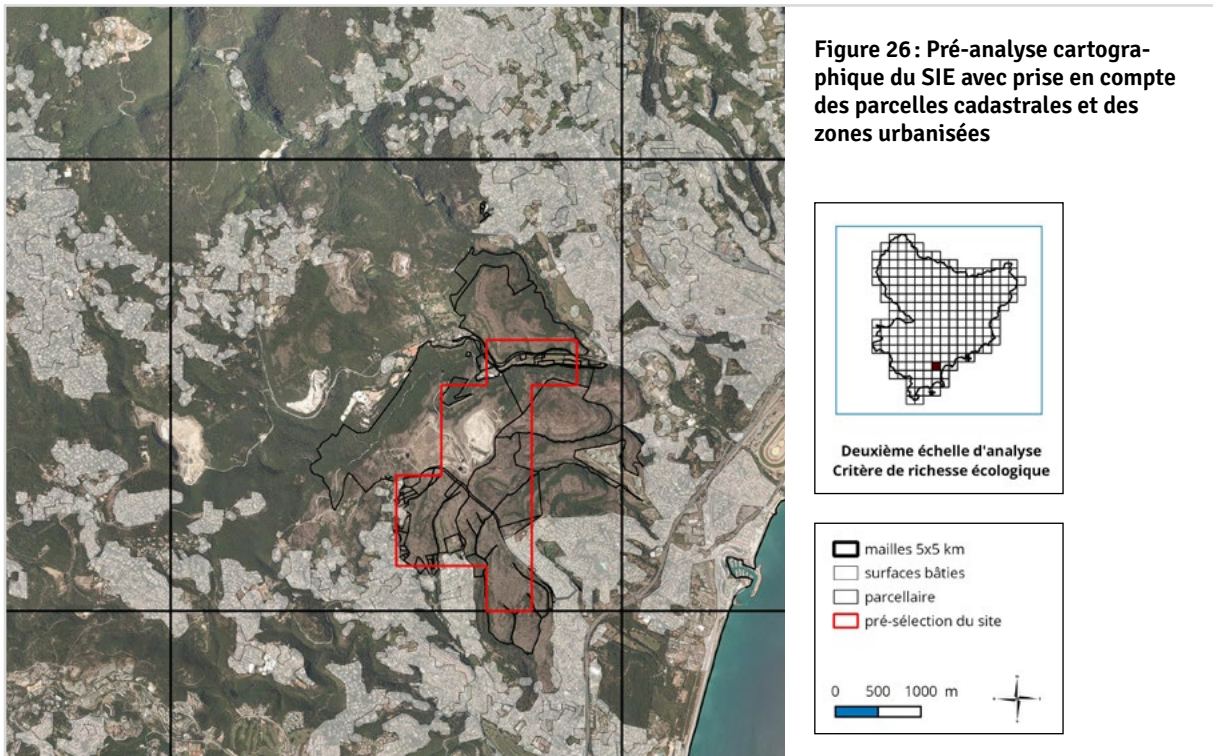 Figure 26 : Pré-analyse cartogra-
phique du SIE avec prise en compte
des parcelles cadastrales et des
zones urbanisées
Deuxième échelle d'analyse
Critère de richesse écologique
mailles 5x5 km
surfaces bâties
parcellaire
pré-sélection du site
0 500 1000 m